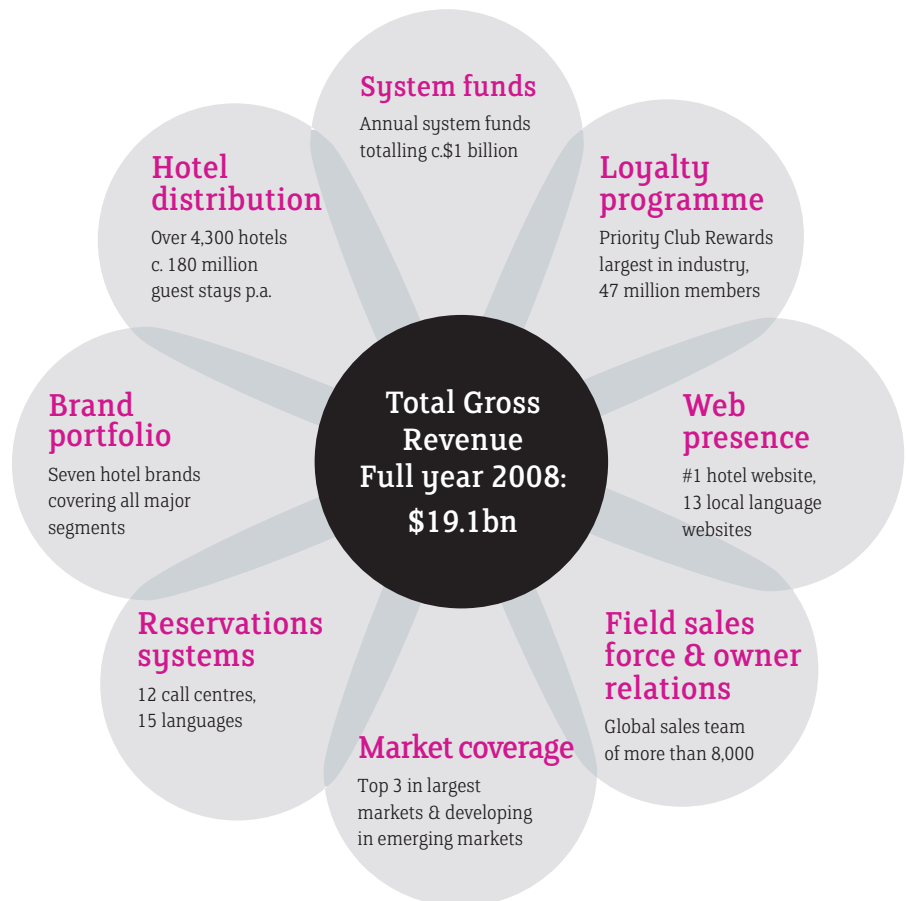 System funds
Annual system funds
totalling c.$1 billion
Loyalty
programme
Priority Club Rewards
largest in industry,
47 million members
Web
presence
#1 hotel website,
13 local language
websites
Field sales
force & owner
relations
Global sales team
of more than 8,000
Market coverage
Top 3 in largest
markets & developing
in emerging markets
Reservations
systems
12 call centres,
15 languages
Brand
portfolio
Seven hotel brands
covering all major
segments
Hotel
distribution
Over 4,300 hotels
c. 180 million
guest stays p.a.
Total Gross
Revenue
Full year 2008:
$19.1bn